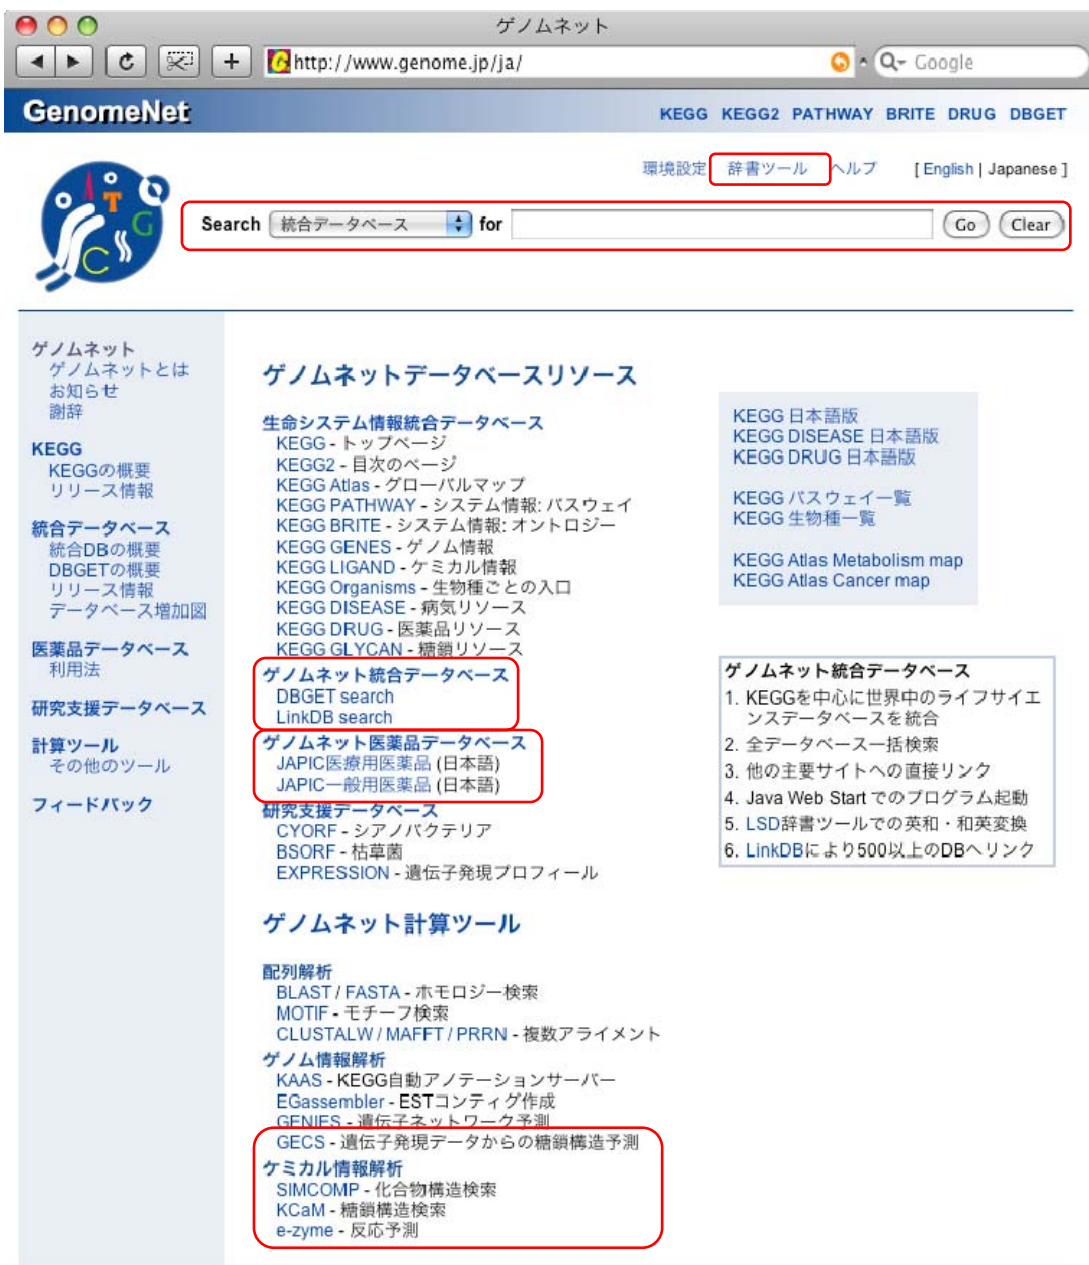 ゲノムネット
http://www.genome.jp/ja/
Google
GenomeNet
KEGG KEGG2 PATHWAY BRITE DRUG DBGET
環境設定 辞書ツール ヘルプ [ English | Japanese ]
Search 統合データベース for Go Clear
ゲノムネット
ゲノムネットとは
お知らせ
謝辞
KEGG
KEGGの概要
リリース情報
統合データベース
統合DBの概要
DBGETの概要
リリース情報
データベース増加図
医薬品データベース
利用法
研究支援データベース
計算ツール
その他のツール
フィードバック
ゲノムネットデータベースリソース
生命システム情報統合データベース
KEGG - トップページ
KEGG2 - 目次のページ
KEGG Atlas - グローバルマップ
KEGG PATHWAY - システム情報: パスウェイ
KEGG BRITE - システム情報: オントロジー
KEGG GENES - ゲノム情報
KEGG LIGAND - ケミカル情報
KEGG Organisms - 生物種ごとの入口
KEGG DISEASE - 病気リソース
KEGG DRUG - 医薬品リソース
KEGG GLYCAN - 糖鎖リソース
ゲノムネット統合データベース
DBGET search
LinkDB search
ゲノムネット医薬品データベース
JAPIC医療用医薬品 (日本語)
JAPIC一般用医薬品 (日本語)
研究支援データベース
CYORF - シアノバクテリア
BSORF - 枯草菌
EXPRESSION - 遺伝子発現プロフィール
KEGG 日本語版
KEGG DISEASE 日本語版
KEGG DRUG 日本語版
KEGG パスウェイ一覧
KEGG 生物種一覧
KEGG Atlas Metabolism map
KEGG Atlas Cancer map
ゲノムネット統合データベース
1. KEGGを中心に世界中のライフサイエ
ンスデータベースを統合
2. 全データベース一括検索
3. 他の主要サイトへの直接リンク
4. Java Web Start でのプログラム起動
5. LSD辞書ツールでの英和・和英変換
6. LinkDBにより500以上のDBへリンク
ゲノムネット計算ツール
配列解析
BLAST / FASTA - ホモロジー検索
MOTIF - モチーフ検索
CLUSTALW / MAFFT / PRRN - 複数アライメント
ゲノム情報解析
KAAS - KEGG自動アノテーションサーバー
EGassembler - ESTコンティグ作成
GENIES - 遺伝子ネットワーク予測
GECS - 遺伝子発現データからの糖鎖構造予測
ケミカル情報解析
SIMCOMP - 化合物構造検索
KCaM - 糖鎖構造検索
e-zyme - 反応予測